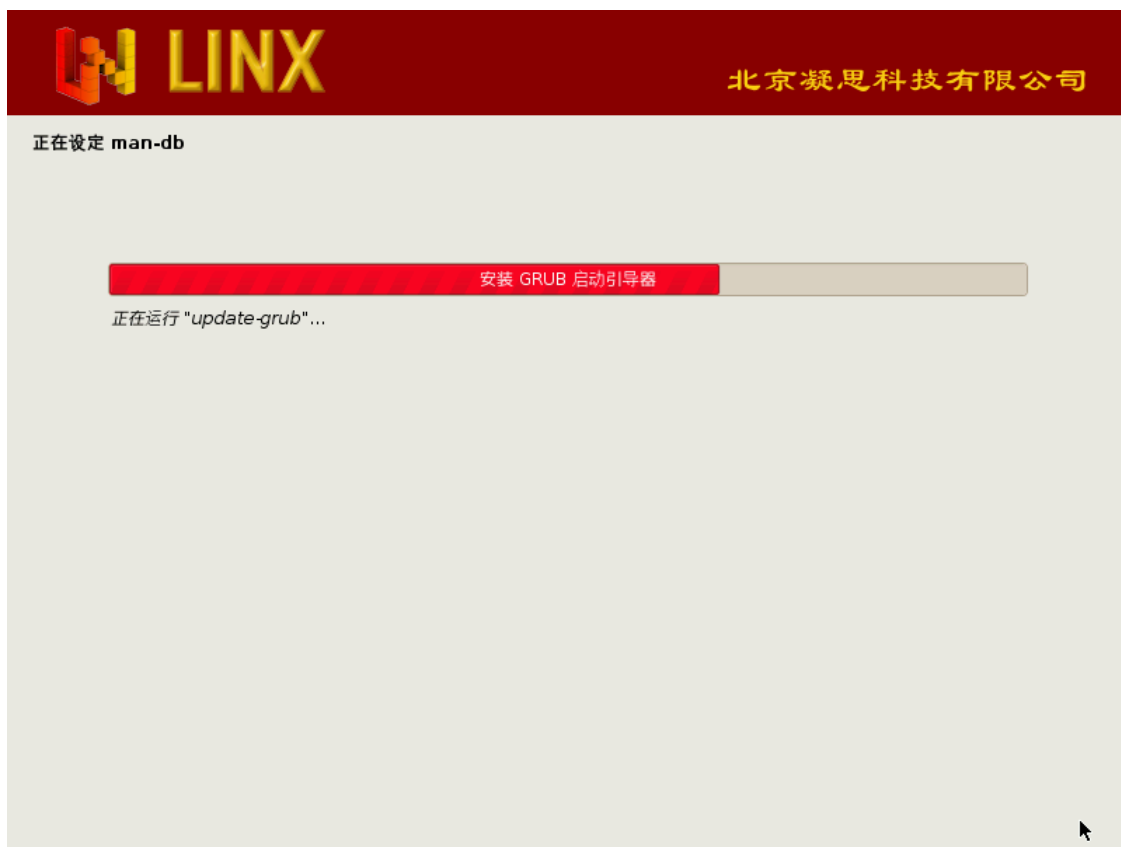 LINX
北京凝思科技有限公司
正在设定 man-db
安装 GRUB 启动引导器
正在运行 "update-grub"...